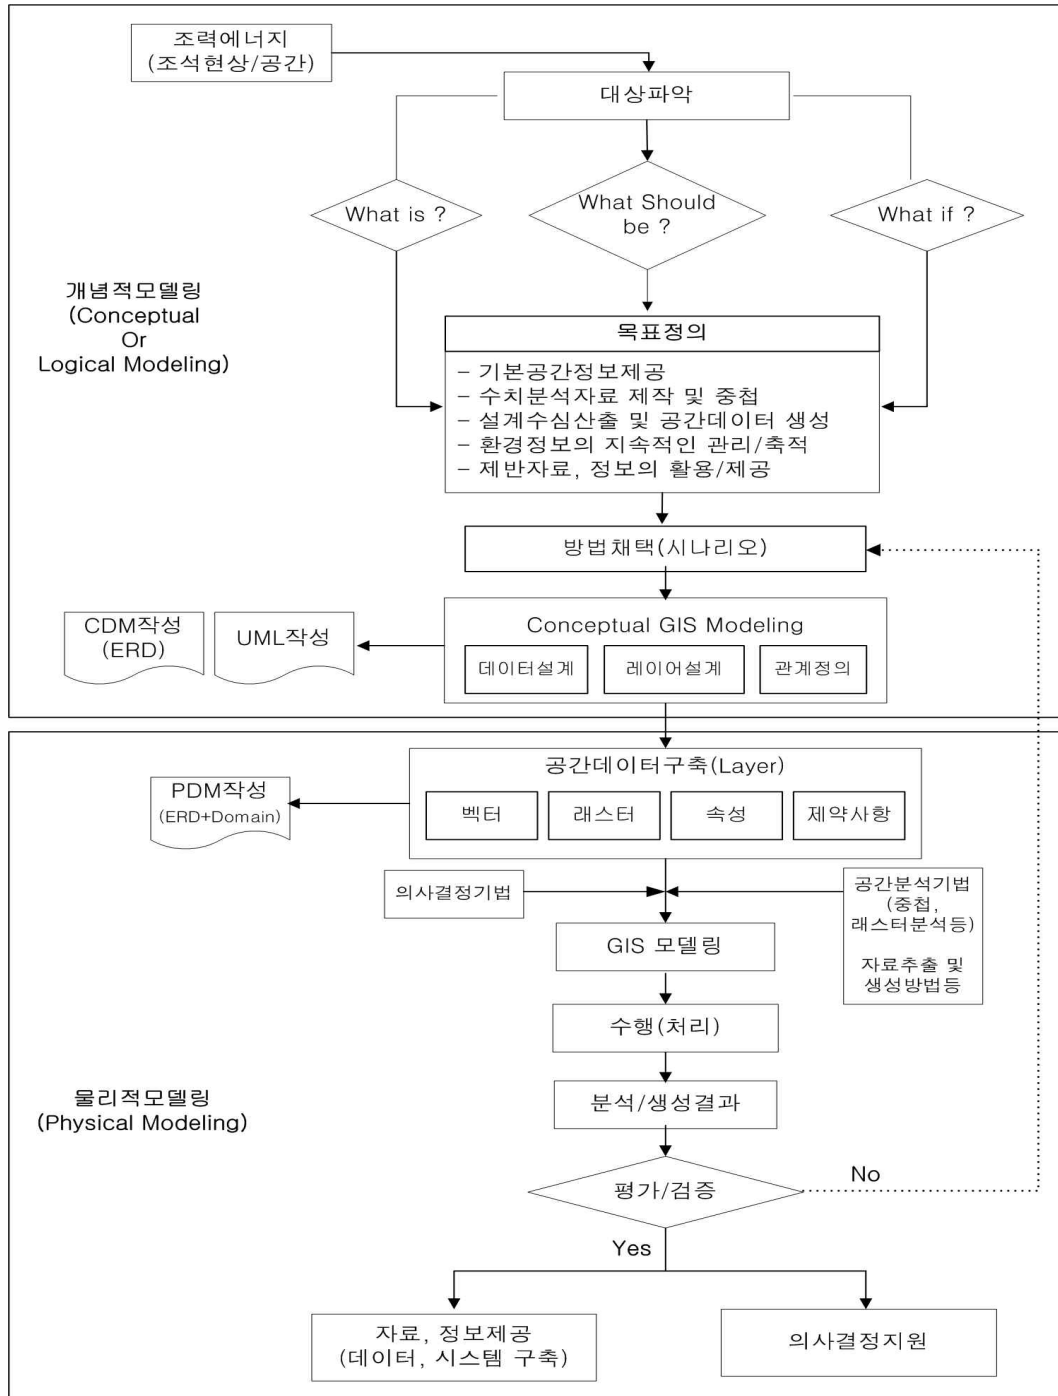 조력에너지
(조석현상/공간)
대상파악
What is ?
What Should
be ?
What if ?
개념적모델링
(Conceptual
Or
Logical Modeling)
목표정의
- 기본공간정보제공
- 수치분석자료 제작 및 중첩
- 설계수심산출 및 공간데이터 생성
- 환경정보의 지속적인 관리/축적
- 제반자료, 정보의 활용/제공
방법채택(시나리오)
CDM작성
(ERD)
UML작성
Conceptual GIS Modeling
데이터설계
레이어설계
관계정의
공간데이터구축(Layer)
PDM작성
(ERD+Domain)
벡터
래스터
속성
제약사항
의사결정기법
공간분석기법
(중첩,
래스터분석등)
자료추출 및
생성방법등
GIS 모델링
수행(처리)
물리적모델링
(Physical Modeling)
분석/생성결과
평가/검증
No
Yes
자료, 정보제공
(데이터, 시스템 구축)
의사결정지원